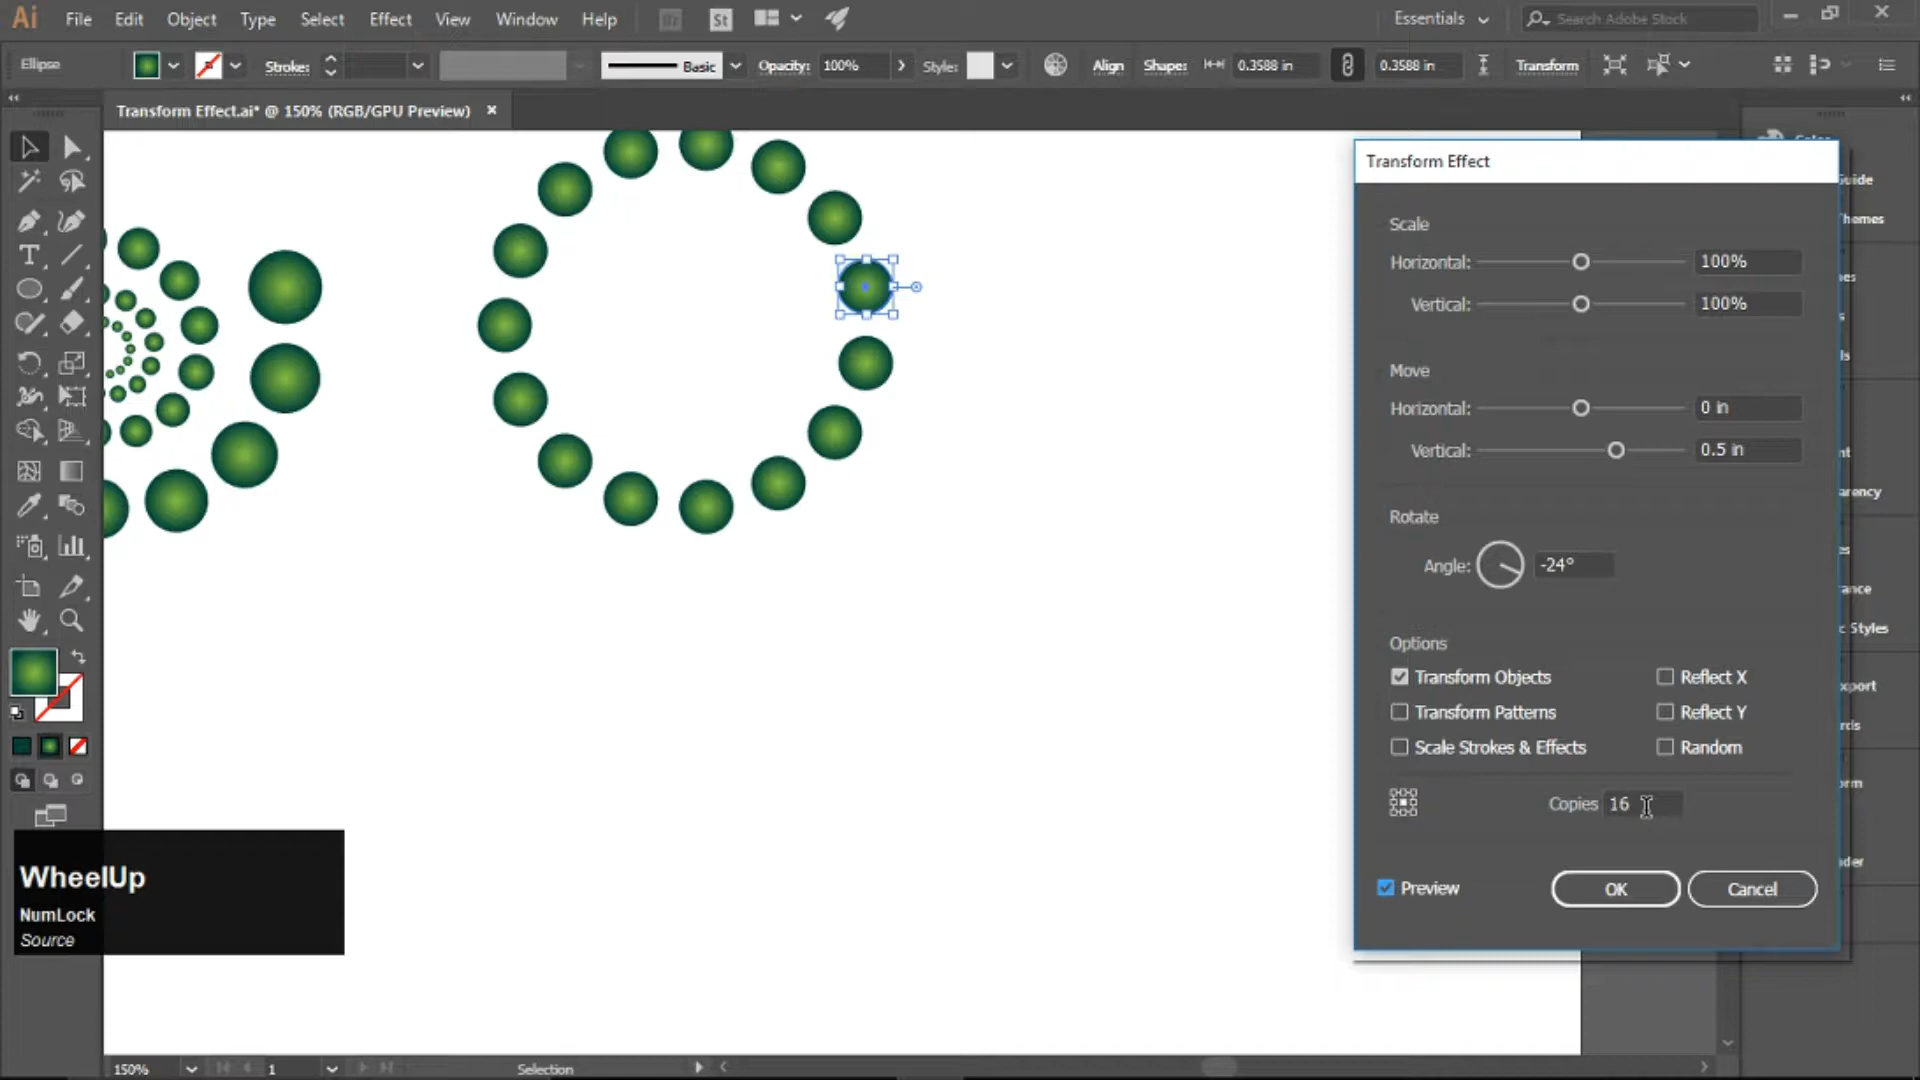 Ai File Edit Object Type Select Effect View Window Help Br St Essentials Search Adobe Stock
Ellipse Stroke: Basic Opacity: 100% Style: Align Shape: 0.3588 in 0.3588 in Transform
Transform Effect.ai* @ 150% (RGB/GPU Preview)
Transform Effect
Scale
Horizontal: 100%
Vertical: 100%
Move
Horizontal: 0 in
Vertical: 0.5 in
Rotate
Angle: -24°
Options
Transform Objects Reflect X
Transform Patterns Reflect Y
Scale Strokes & Effects Random
Copies 16
Preview OK Cancel
WheelUp
NumLock
Source
150% 1 Selection